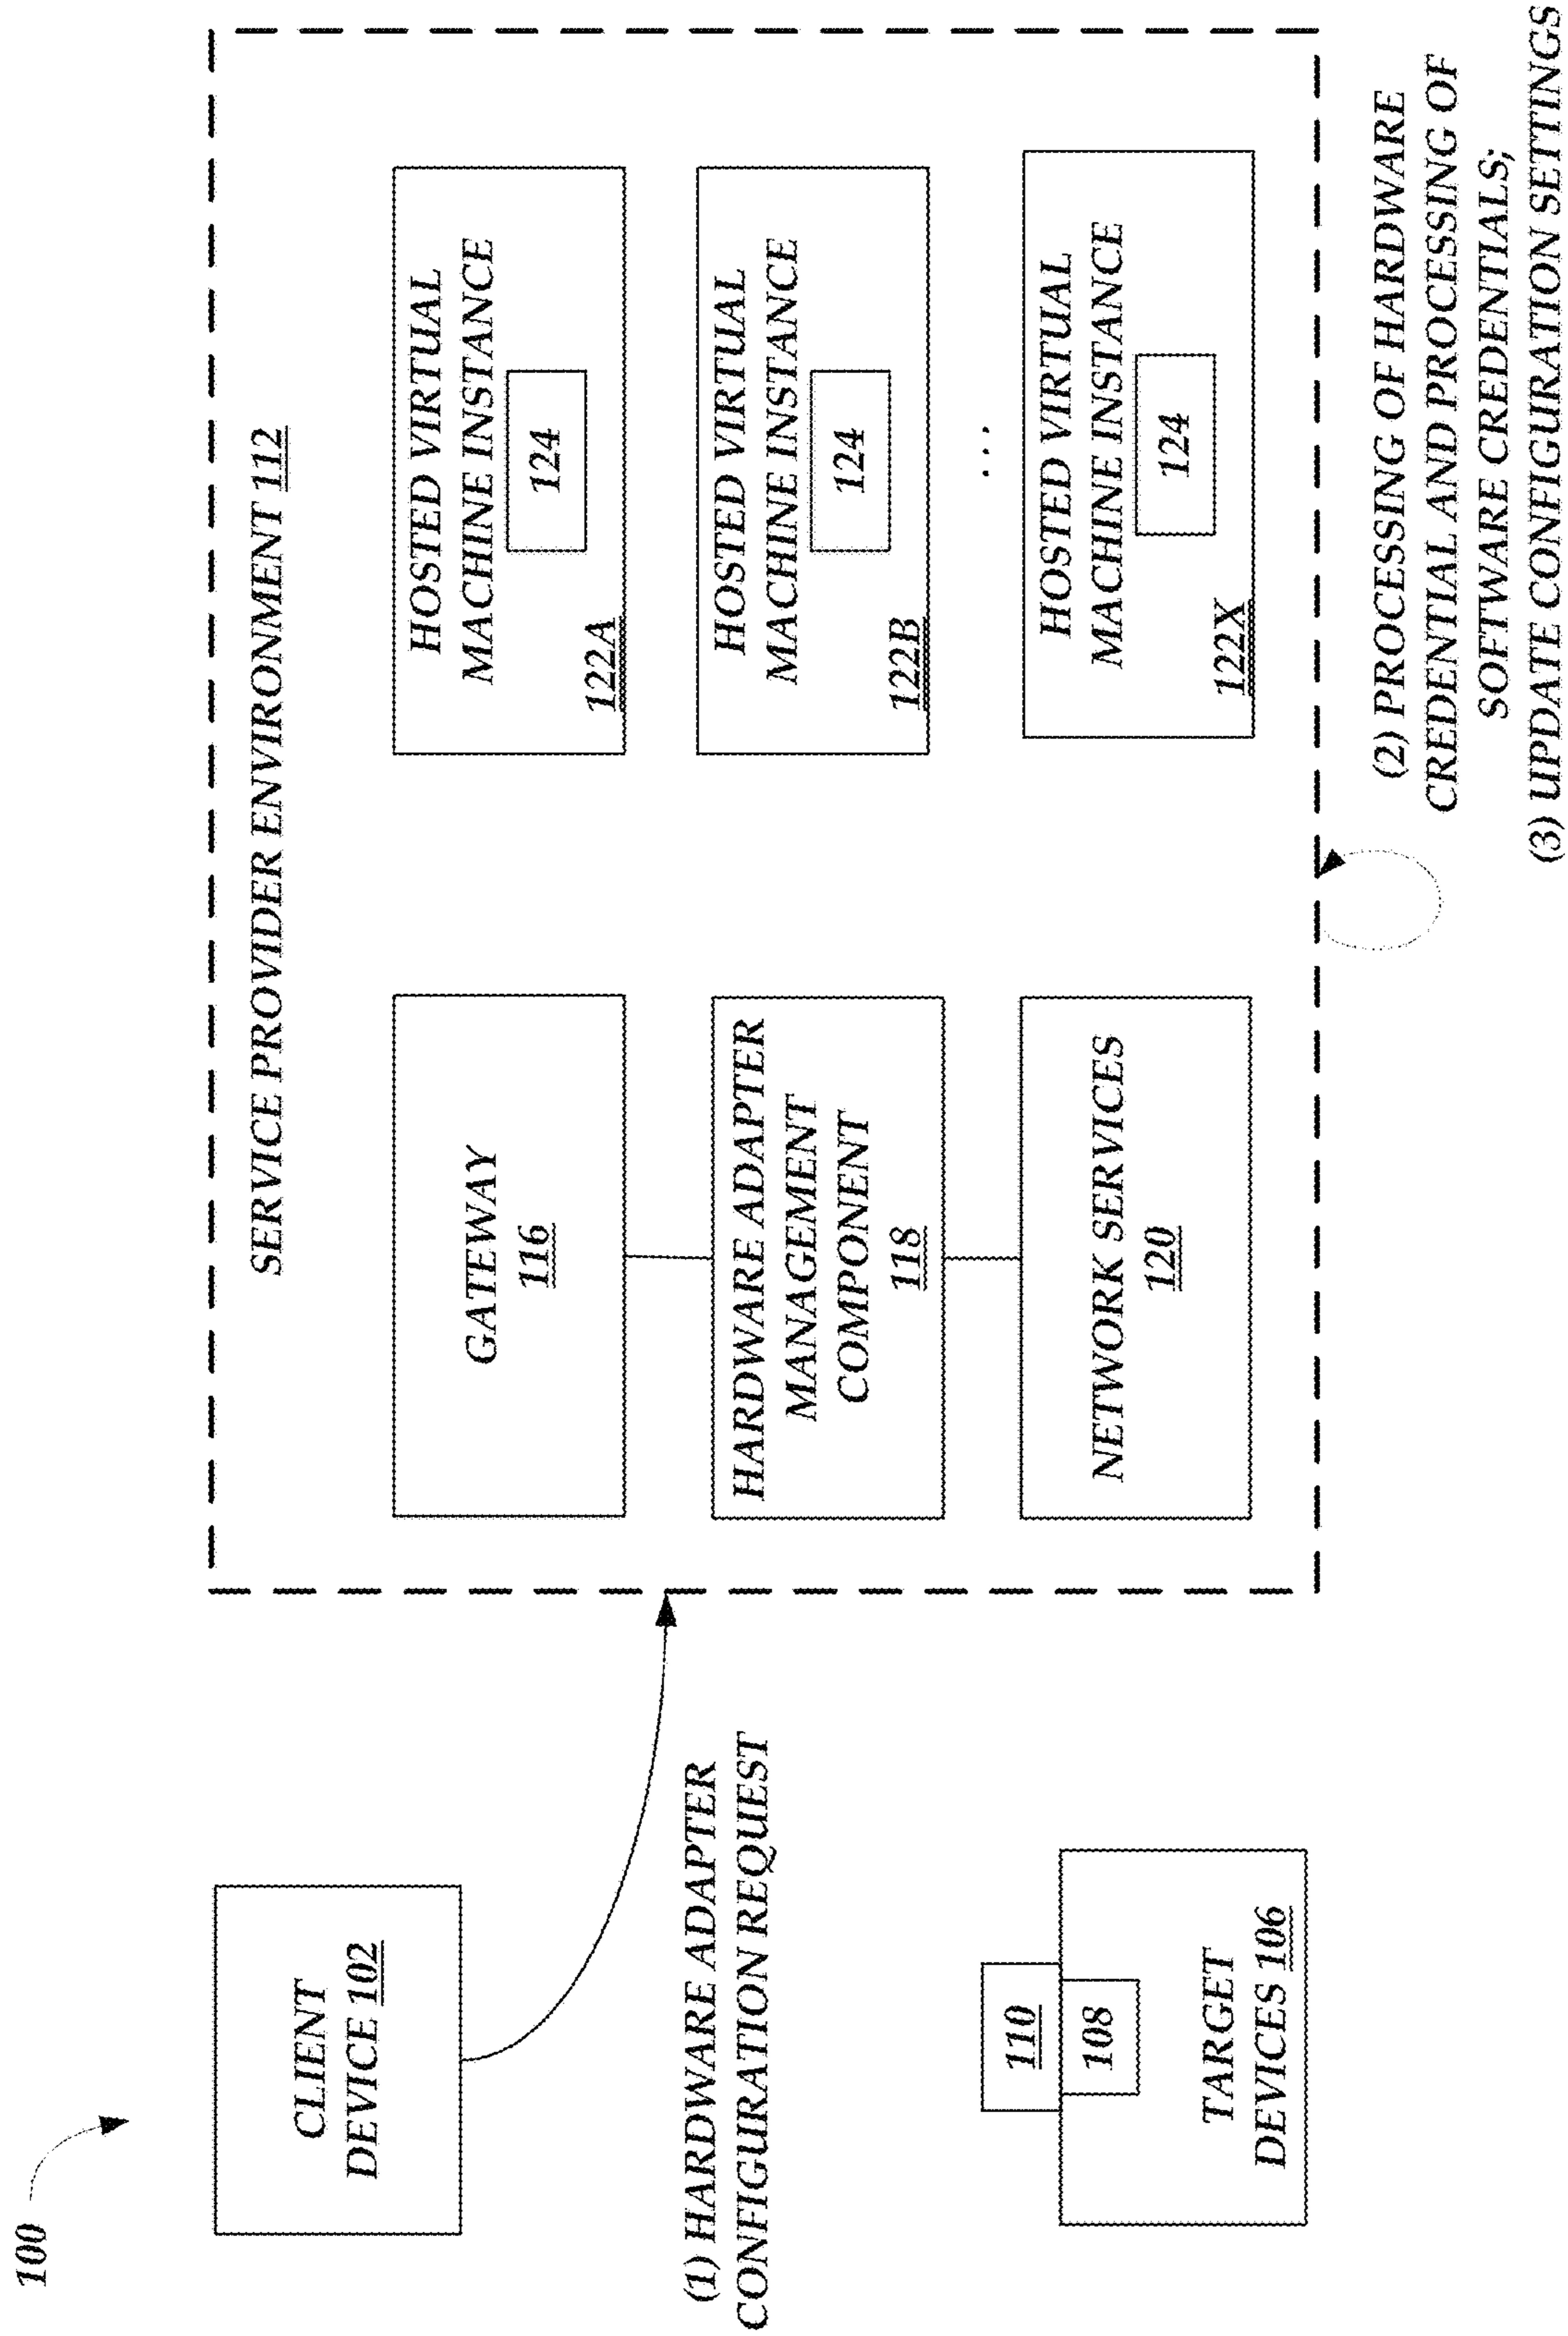 100
CLIENT
DEVICE 102
(1) HARDWARE ADAPTER
CONFIGURATION REQUEST
110
108
TARGET
DEVICES 106
SERVICE PROVIDER ENVIRONMENT 112
GATEWAY
116
HARDWARE ADAPTER
MANAGEMENT
COMPONENT
118
NETWORK SERVICES
120
HOSTED VIRTUAL
MACHINE INSTANCE
124
122A
HOSTED VIRTUAL
MACHINE INSTANCE
124
122B
...
HOSTED VIRTUAL
MACHINE INSTANCE
124
122X
(2) PROCESSING OF HARDWARE
CREDENTIAL AND PROCESSING OF
SOFTWARE CREDENTIALS;
(3) UPDATE CONFIGURATION SETTINGS